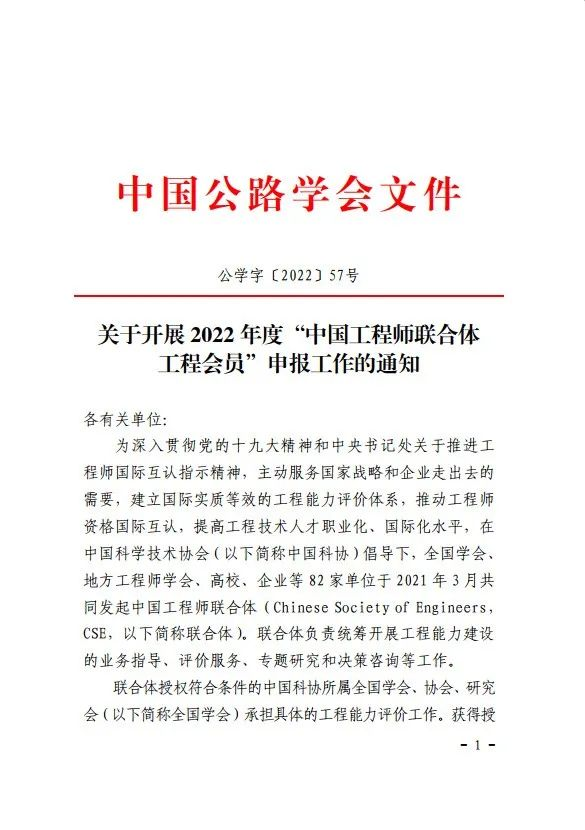 中国公路学会文件
公学字〔2022〕57号
关于开展 2022 年度“中国工程师联合体
工程会员”申报工作的通知
各有关单位：
为深入贯彻党的十九大精神和中央书记处关于推进工
程师国际互认指示精神，主动服务国家战略和企业走出去的
需要，建立国际实质等效的工程能力评价体系，推动工程师
资格国际互认，提高工程技术人才职业化、国际化水平，在
中国科学技术协会（以下简称中国科协）倡导下，全国学会、
地方工程师学会、高校、企业等 82 家单位于 2021 年 3 月共
同发起中国工程师联合体（Chinese Society of Engineers，
CSE，以下简称联合体）。联合体负责统筹开展工程能力建设
的业务指导、评价服务、专题研究和决策咨询等工作。
联合体授权符合条件的中国科协所属全国学会、协会、研究
会（以下简称全国学会）承担具体的工程能力评价工作。获得授
- 1 -